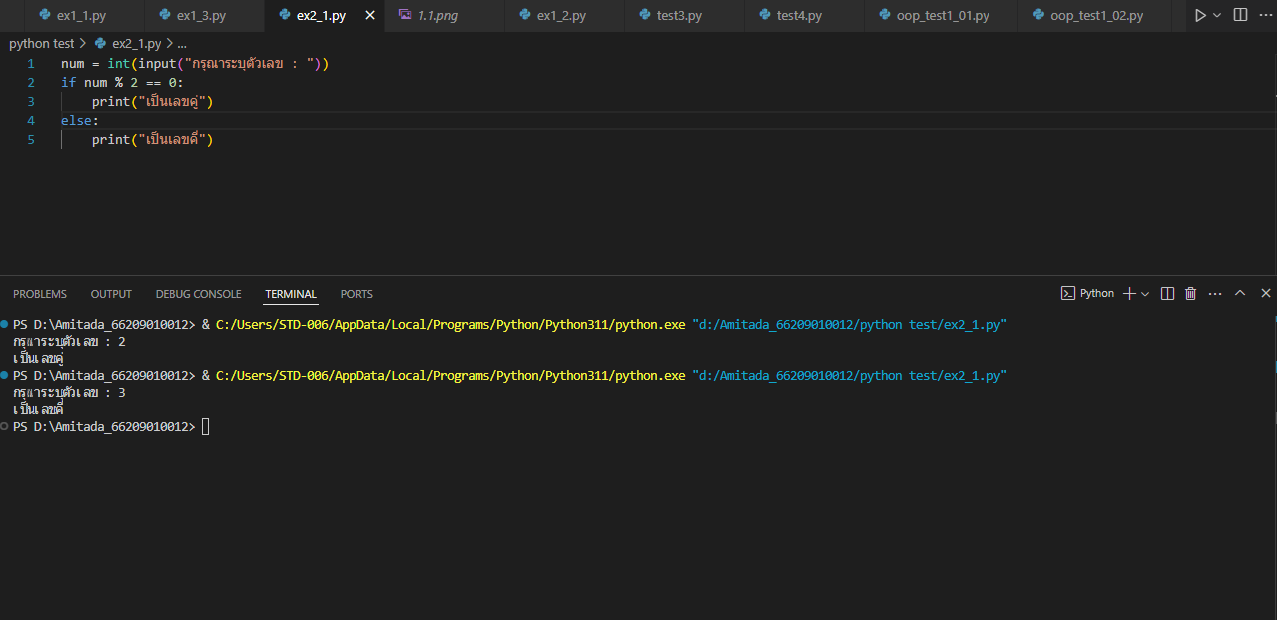 ex1_1.py ex1_3.py ex2_1.py 1.1.png ex1_2.py test3.py test4.py oop_test1_01.py oop_test1_02.py
python test > ex2_1.py > ...
1 num = int(input("กรุณาระบุตัวเลข : "))
2 if num % 2 == 0:
3 print("เป็นเลขคู่")
4 else:
5 print("เป็นเลขคี่")
PROBLEMS OUTPUT DEBUG CONSOLE TERMINAL PORTS Python
PS D:\Amitada_66209010012> & C:/Users/STD-006/AppData/Local/Programs/Python/Python311/python.exe "d:/Amitada_66209010012/python test/ex2_1.py"
กรุณาระบุตัวเลข : 2
เป็นเลขคู่
PS D:\Amitada_66209010012> & C:/Users/STD-006/AppData/Local/Programs/Python/Python311/python.exe "d:/Amitada_66209010012/python test/ex2_1.py"
กรุณาระบุตัวเลข : 3
เป็นเลขคี่
PS D:\Amitada_66209010012>